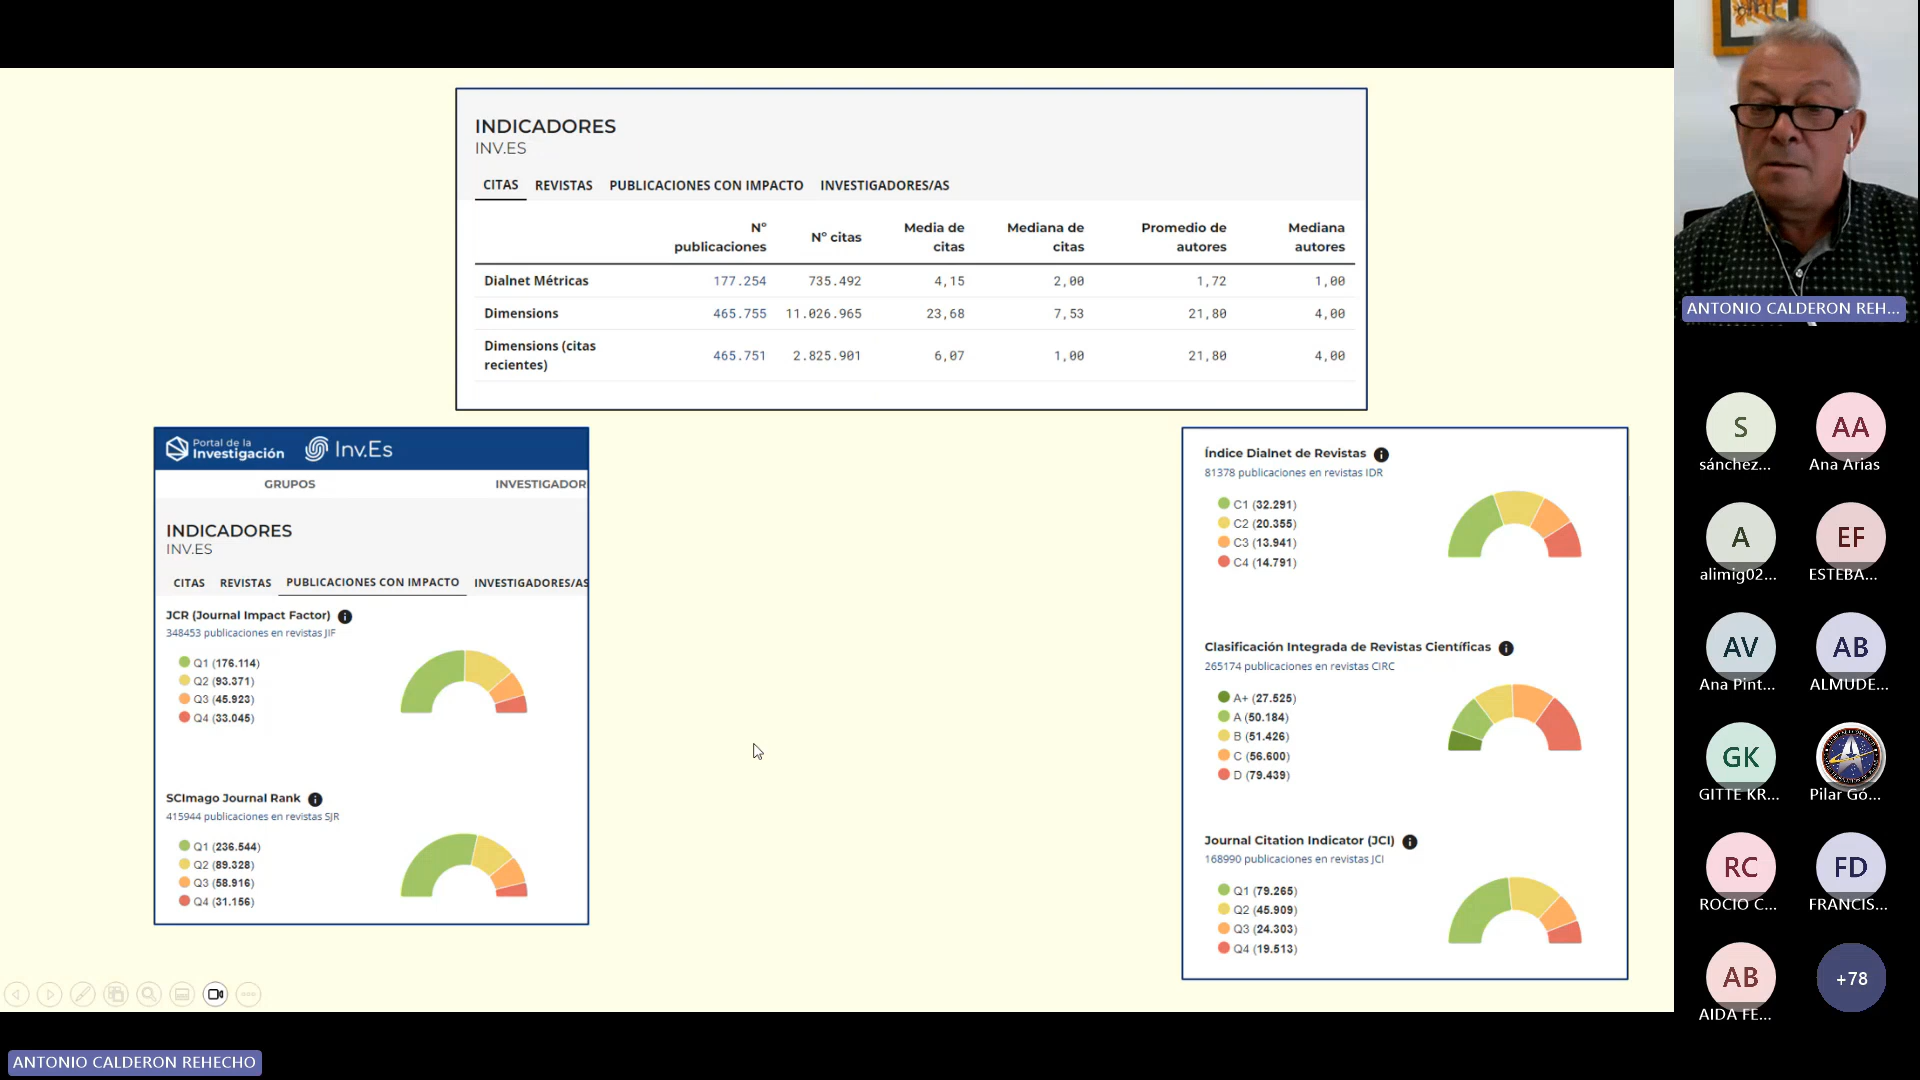 INDICADORES
INV.ES
CITAS REVISTAS PUBLICACIONES CON IMPACTO INVESTIGADORES/AS
Nº publicaciones Nº citas Media de citas Mediana de citas Promedio de autores Mediana autores
Dialnet Métricas 177.254 735.492 4,15 2,00 1,72 1,00
Dimensions 465.755 11.026.965 23,68 7,53 21,80 4,00
Dimensions (citas recientes) 465.751 2.825.901 6,07 1,00 21,80 4,00
Portal de la Investigación Inv.Es
GRUPOS INVESTIGADOR
INDICADORES
INV.ES
CITAS REVISTAS PUBLICACIONES CON IMPACTO INVESTIGADORES/AS
JCR (Journal Impact Factor) i
348453 publicaciones en revistas JIF
Q1 (176.114)
Q2 (93.371)
Q3 (45.923)
Q4 (33.045)
SCImago Journal Rank i
415944 publicaciones en revistas SJR
Q1 (236.544)
Q2 (89.328)
Q3 (58.916)
Q4 (31.156)
Índice Dialnet de Revistas i
81378 publicaciones en revistas IDR
C1 (32.291)
C2 (20.355)
C3 (13.941)
C4 (14.791)
Clasificación Integrada de Revistas Científicas i
265174 publicaciones en revistas CIRC
A+ (27.525)
A (50.184)
B (51.426)
C (56.600)
D (79.439)
Journal Citation Indicator (JCI) i
168990 publicaciones en revistas JCI
Q1 (79.265)
Q2 (45.909)
Q3 (24.303)
Q4 (19.513)
ANTONIO CALDERON REH...
S AA
sánchez... Ana Arias
A EF
alimig02... ESTEBA...
AV AB
Ana Pint... ALMUDE...
GK
GITTE KR... Pilar Gó...
RC FD
ROCIO C... FRANCIS...
AB +78
AIDA FE...
ANTONIO CALDERON REHECHO